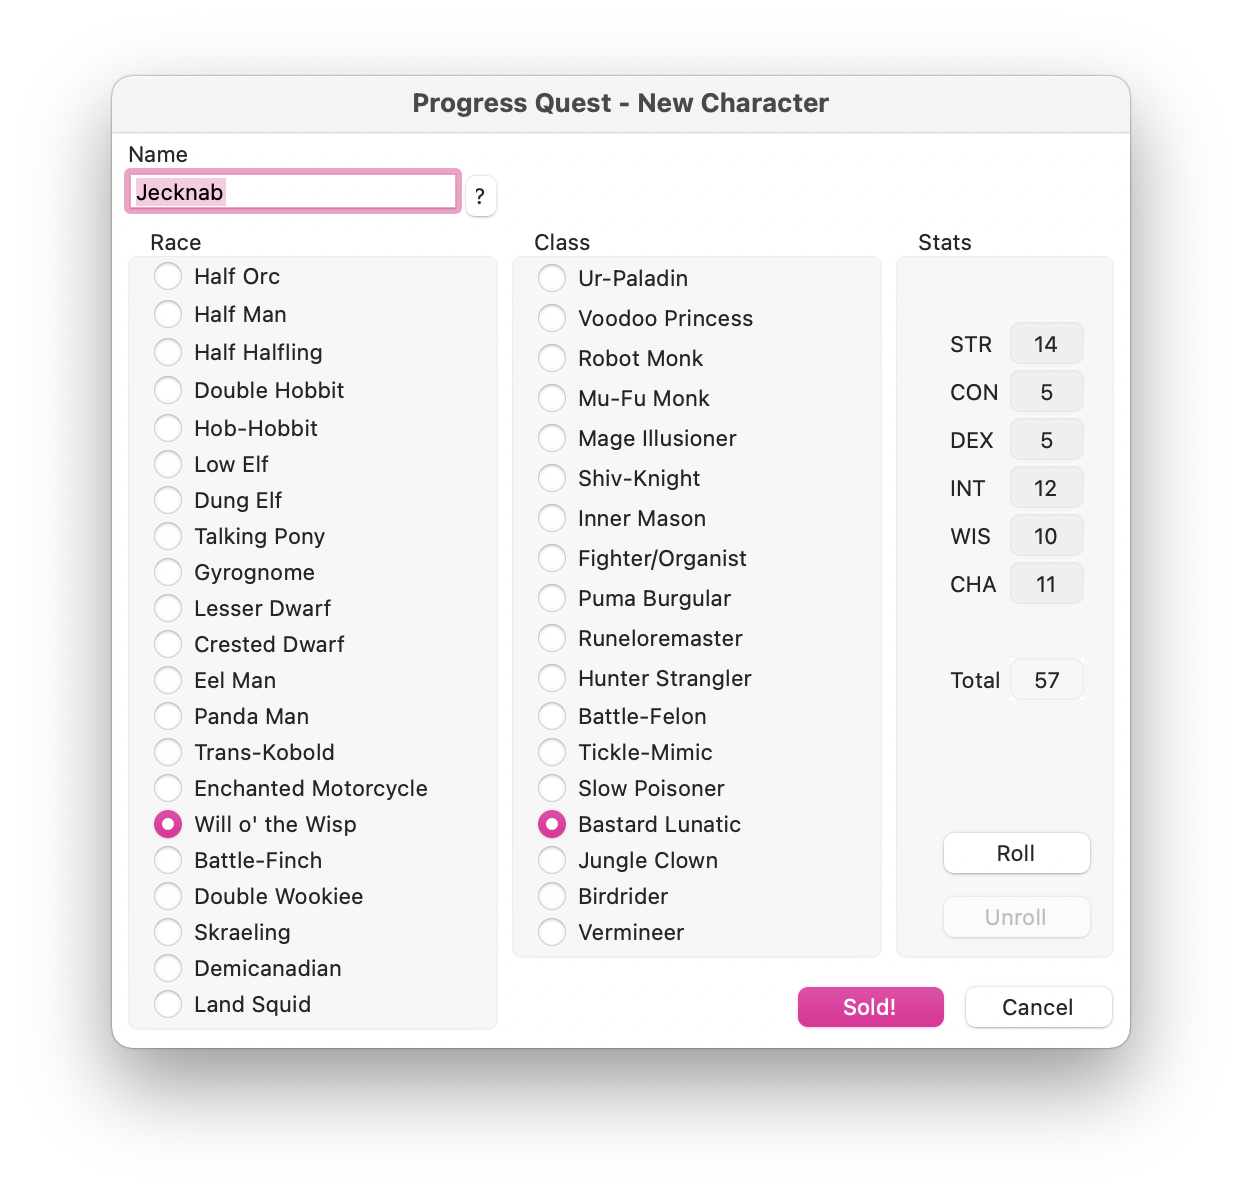 Progress Quest - New Character
Name
Jecknab
?
Race
Half Orc
Half Man
Half Halfling
Double Hobbit
Hob-Hobbit
Low Elf
Dung Elf
Talking Pony
Gyrognome
Lesser Dwarf
Crested Dwarf
Eel Man
Panda Man
Trans-Kobold
Enchanted Motorcycle
Will o' the Wisp
Battle-Finch
Double Wookiee
Skraeling
Demicanadian
Land Squid
Class
Ur-Paladin
Voodoo Princess
Robot Monk
Mu-Fu Monk
Mage Illusioner
Shiv-Knight
Inner Mason
Fighter/Organist
Puma Burgular
Runeloremaster
Hunter Strangler
Battle-Felon
Tickle-Mimic
Slow Poisoner
Bastard Lunatic
Jungle Clown
Birdrider
Vermineer
Stats
STR 14
CON 5
DEX 5
INT 12
WIS 10
CHA 11
Total 57
Roll
Unroll
Sold!
Cancel